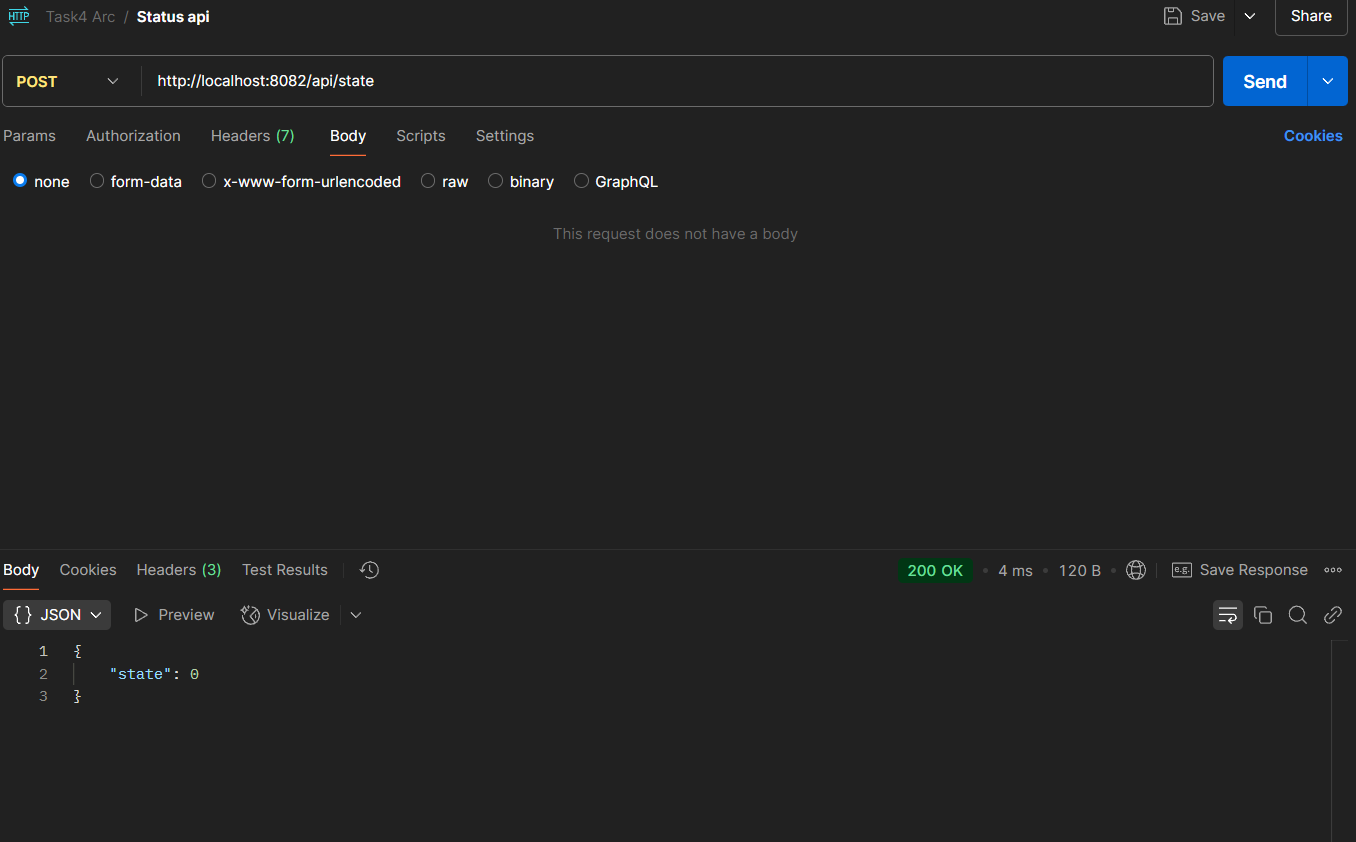 HTTP Task4 Arc / Status api Save Share
POST http://localhost:8082/api/state Send
Params Authorization Headers (7) Body Scripts Settings Cookies
none form-data x-www-form-urlencoded raw binary GraphQL
This request does not have a body
Body Cookies Headers (3) Test Results 200 OK • 4 ms • 120 B • e.g. Save Response
{} JSON Preview Visualize
1 {
2 "state": 0
3 }